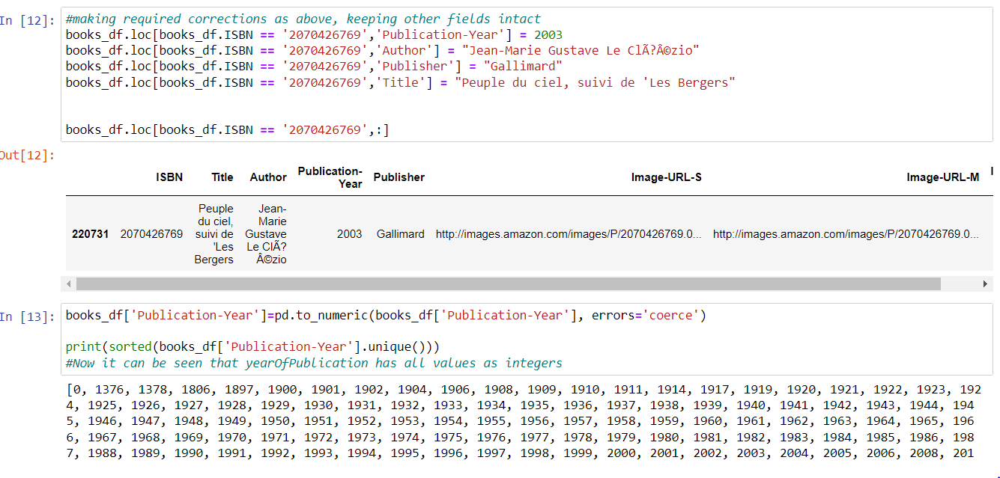 In [12]:
#making required corrections as above, keeping other fields intact
books_df.loc[books_df.ISBN == '2070426769','Publication-Year'] = 2003
books_df.loc[books_df.ISBN == '2070426769','Author'] = "Jean-Marie Gustave Le ClÃ?Â©zio"
books_df.loc[books_df.ISBN == '2070426769','Publisher'] = "Gallimard"
books_df.loc[books_df.ISBN == '2070426769','Title'] = "Peuple du ciel, suivi de 'Les Bergers"
books_df.loc[books_df.ISBN == '2070426769',:]
Out[12]:
ISBN Title Author Publication-Year Publisher Image-URL-S Image-URL-M
220731 2070426769 Peuple du ciel, suivi de 'Les Bergers Jean-Marie Gustave Le ClÃ?Â©zio 2003 Gallimard http://images.amazon.com/images/P/2070426769.0... http://images.amazon.com/images/P/2070426769.0...
In [13]:
books_df['Publication-Year']=pd.to_numeric(books_df['Publication-Year'], errors='coerce')
print(sorted(books_df['Publication-Year'].unique()))
#Now it can be seen that yearOfPublication has all values as integers
[0, 1376, 1378, 1806, 1897, 1900, 1901, 1902, 1904, 1906, 1908, 1909, 1910, 1911, 1914, 1917, 1919, 1920, 1921, 1922, 1923, 192
4, 1925, 1926, 1927, 1928, 1929, 1930, 1931, 1932, 1933, 1934, 1935, 1936, 1937, 1938, 1939, 1940, 1941, 1942, 1943, 1944, 194
5, 1946, 1947, 1948, 1949, 1950, 1951, 1952, 1953, 1954, 1955, 1956, 1957, 1958, 1959, 1960, 1961, 1962, 1963, 1964, 1965, 196
6, 1967, 1968, 1969, 1970, 1971, 1972, 1973, 1974, 1975, 1976, 1977, 1978, 1979, 1980, 1981, 1982, 1983, 1984, 1985, 1986, 198
7, 1988, 1989, 1990, 1991, 1992, 1993, 1994, 1995, 1996, 1997, 1998, 1999, 2000, 2001, 2002, 2003, 2004, 2005, 2006, 2008, 201